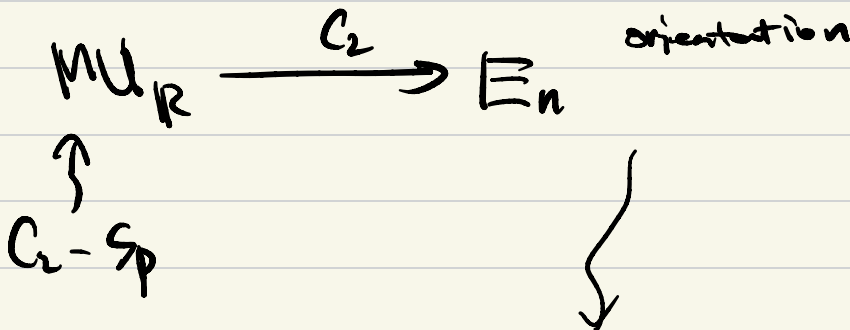 C₂ orientation
MU_R → E_n
↑
C₂ - Sp